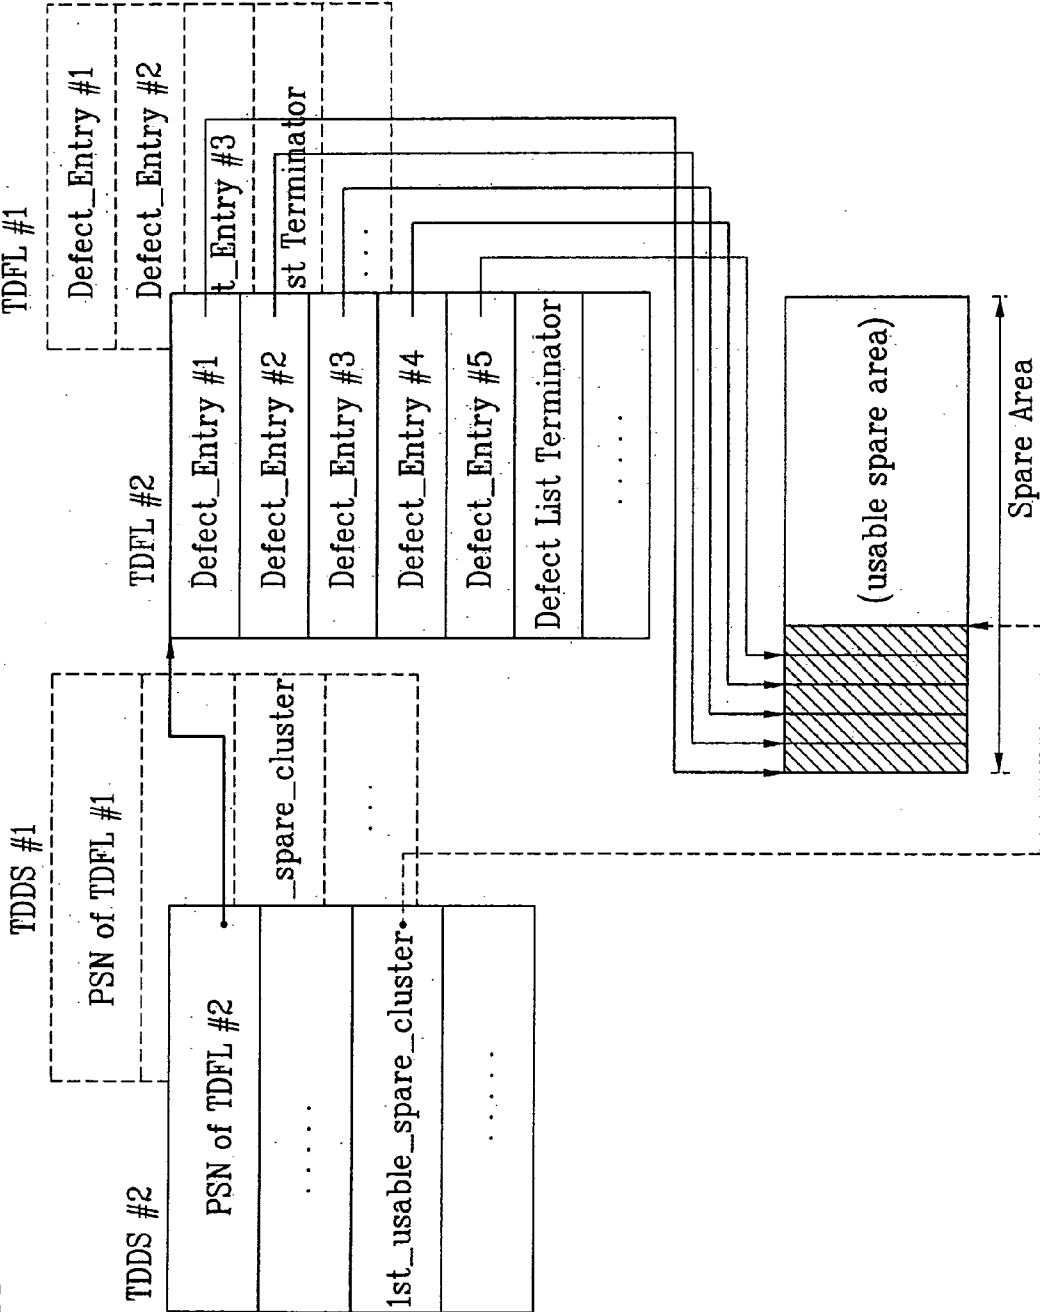 TDDS #1
PSN of TDFL #1
_spare_cluster
. . .
TDDS #2
PSN of TDFL #2
. . . . .
1st_usable_spare_cluster
. . . . .
TDFL #1
Defect_Entry #1
Defect_Entry #2
t_Entry #3
st Terminator
. . .
TDFL #2
Defect_Entry #1
Defect_Entry #2
Defect_Entry #3
Defect_Entry #4
Defect_Entry #5
Defect List Terminator
. . . . .
(usable spare area)
Spare Area